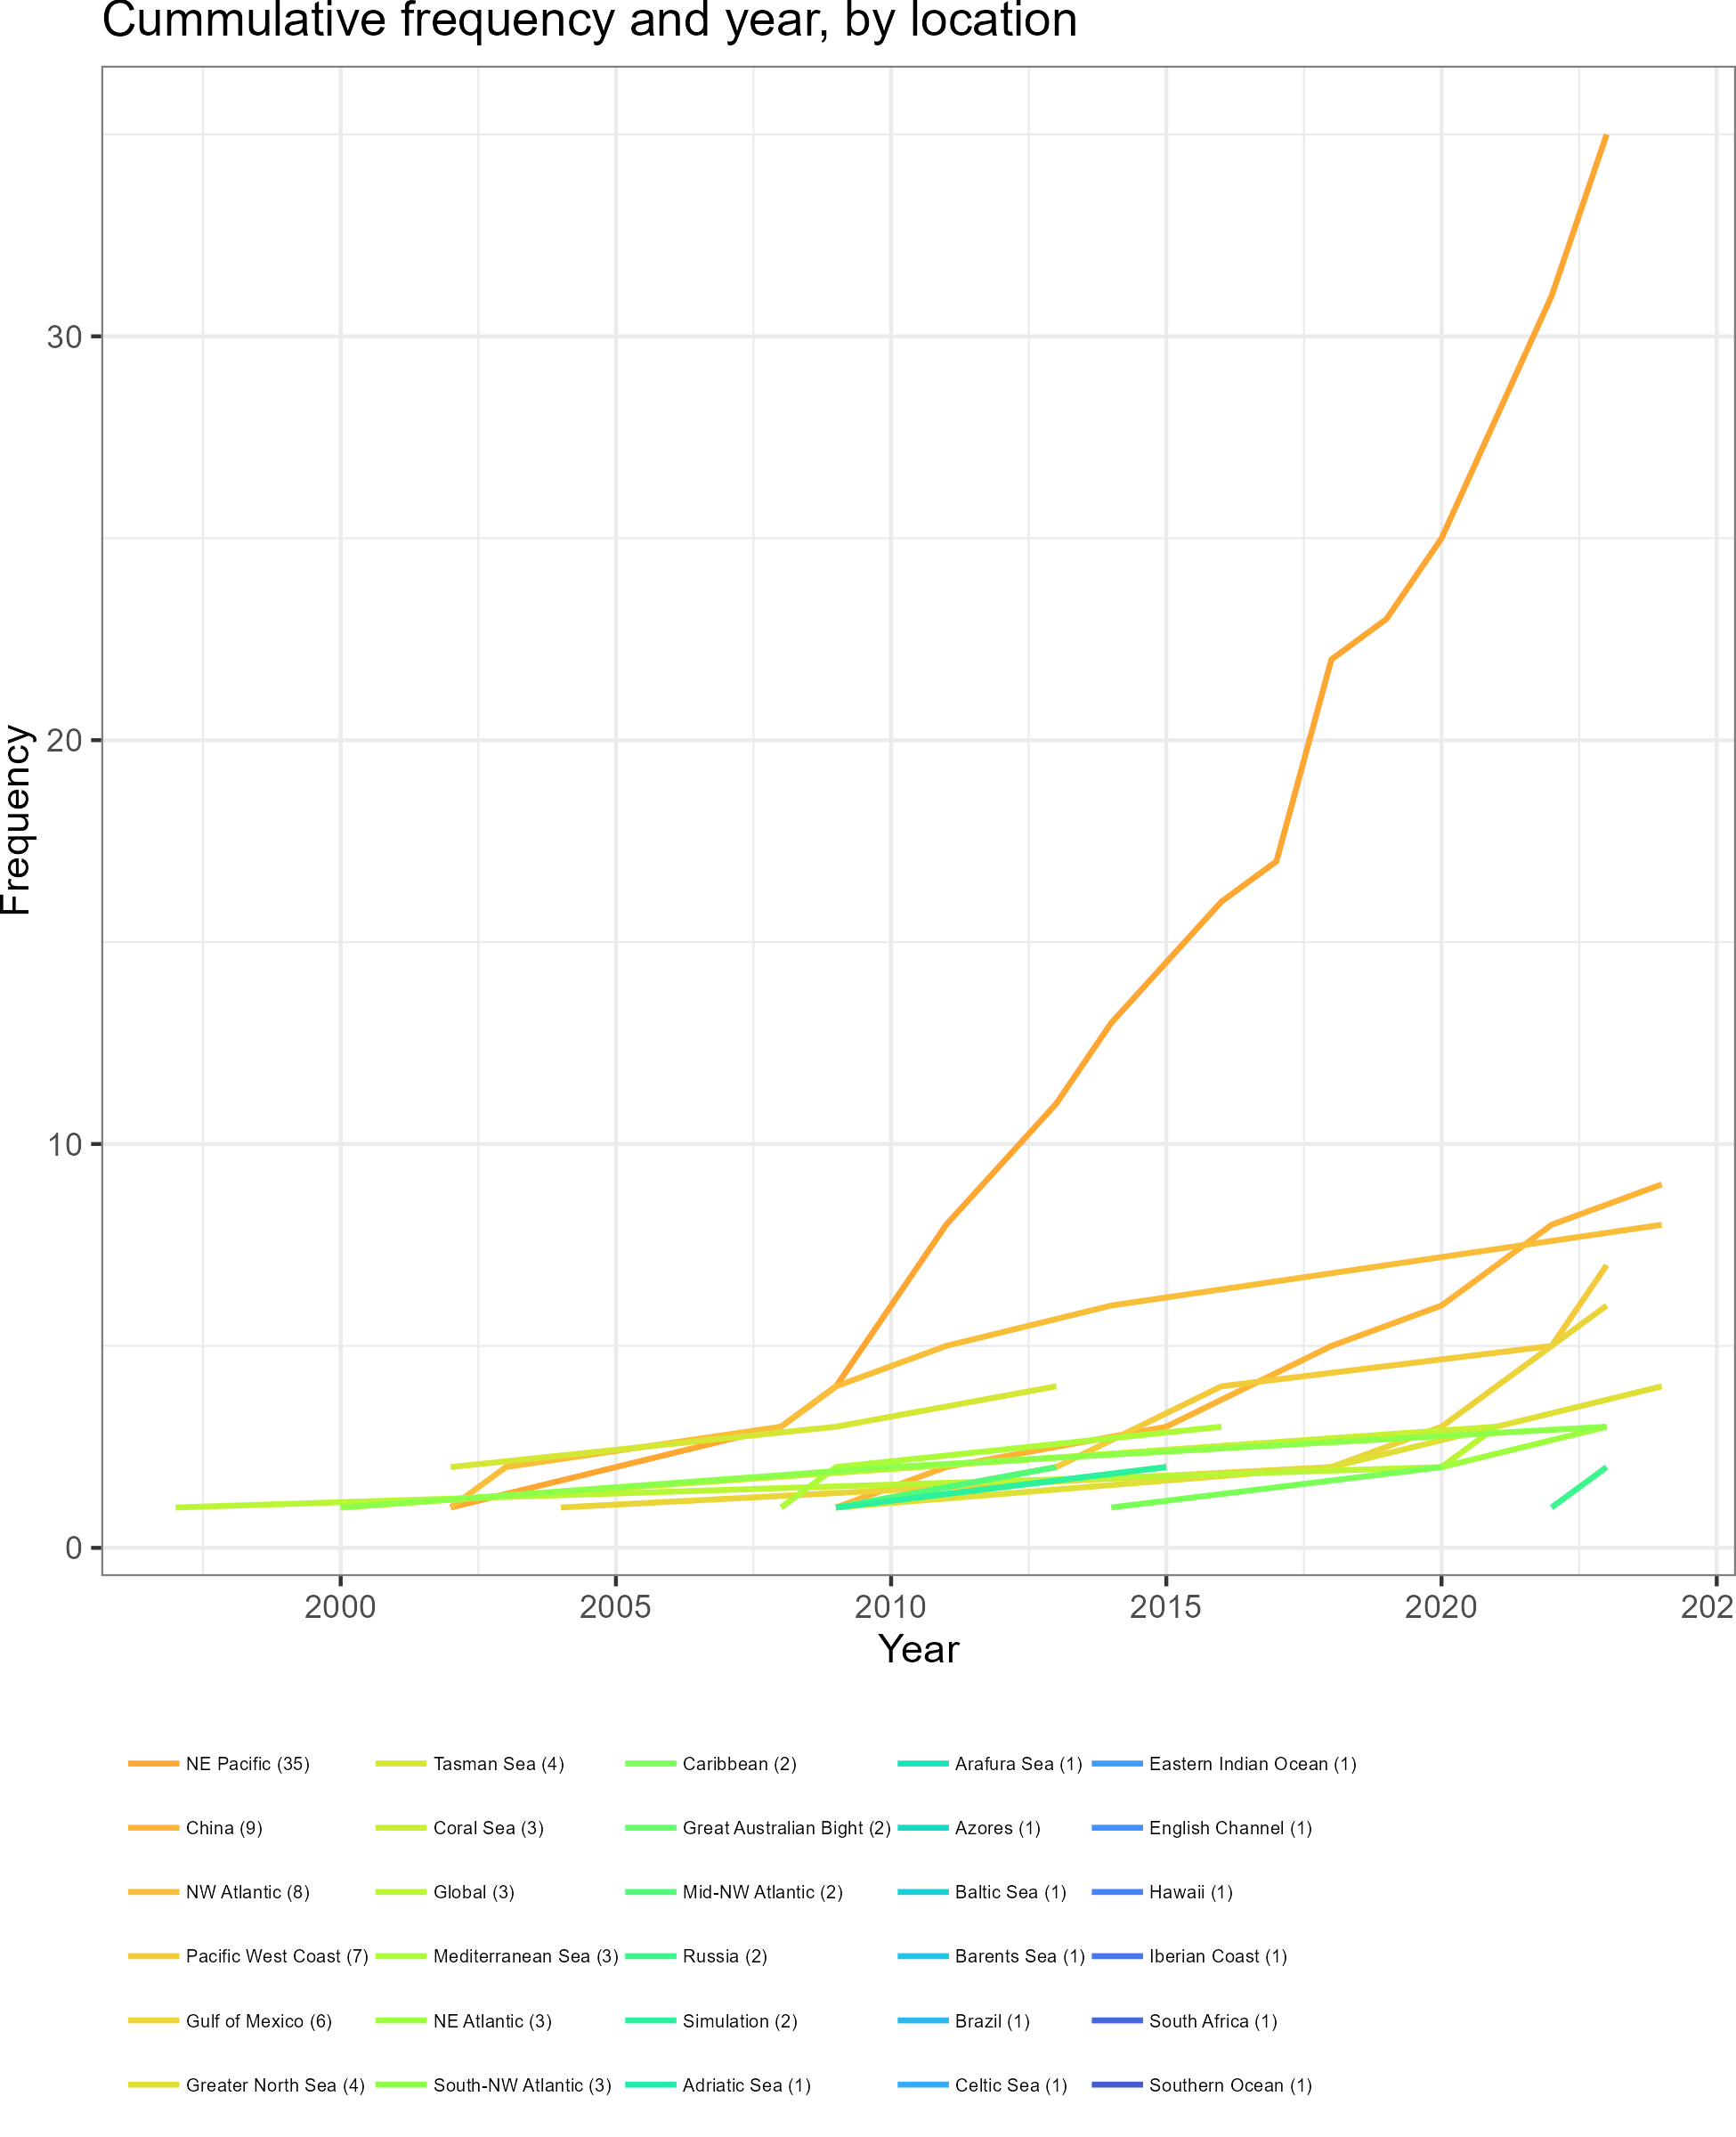 Cummulative frequency and year, by location
Frequency
30
20
10
0
2000 2005 2010 2015 2020 202
Year
NE Pacific (35) Tasman Sea (4) Caribbean (2) Arafura Sea (1) Eastern Indian Ocean (1)
China (9) Coral Sea (3) Great Australian Bight (2) Azores (1) English Channel (1)
NW Atlantic (8) Global (3) Mid-NW Atlantic (2) Baltic Sea (1) Hawaii (1)
Pacific West Coast (7) Mediterranean Sea (3) Russia (2) Barents Sea (1) Iberian Coast (1)
Gulf of Mexico (6) NE Atlantic (3) Simulation (2) Brazil (1) South Africa (1)
Greater North Sea (4) South-NW Atlantic (3) Adriatic Sea (1) Celtic Sea (1) Southern Ocean (1)